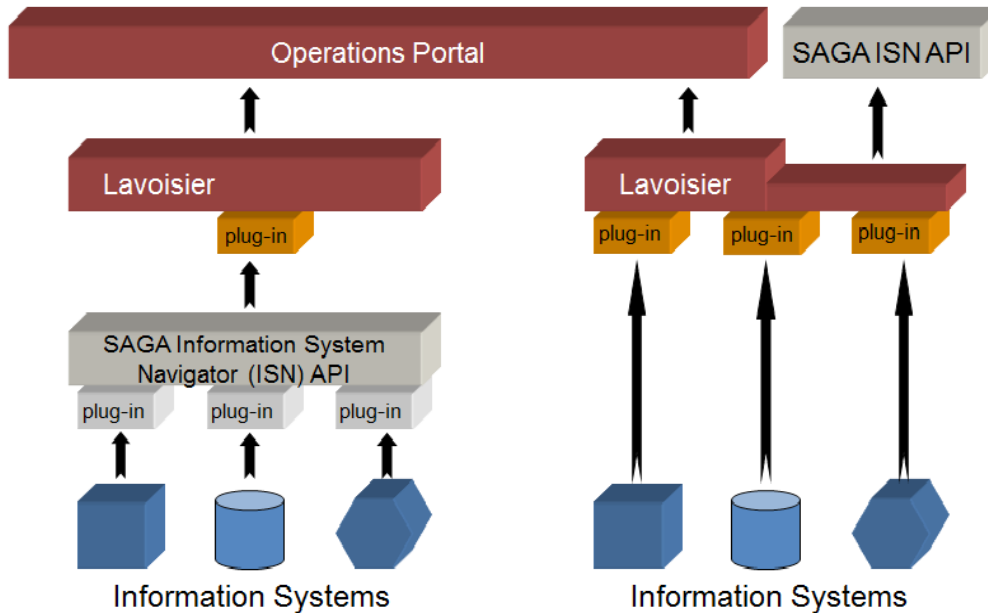 Operations Portal
SAGA ISN API
Lavoisier
Lavoisier
plug-in
plug-in
plug-in
plug-in
SAGA Information System
Navigator (ISN) API
plug-in
plug-in
plug-in
Information Systems
Information Systems